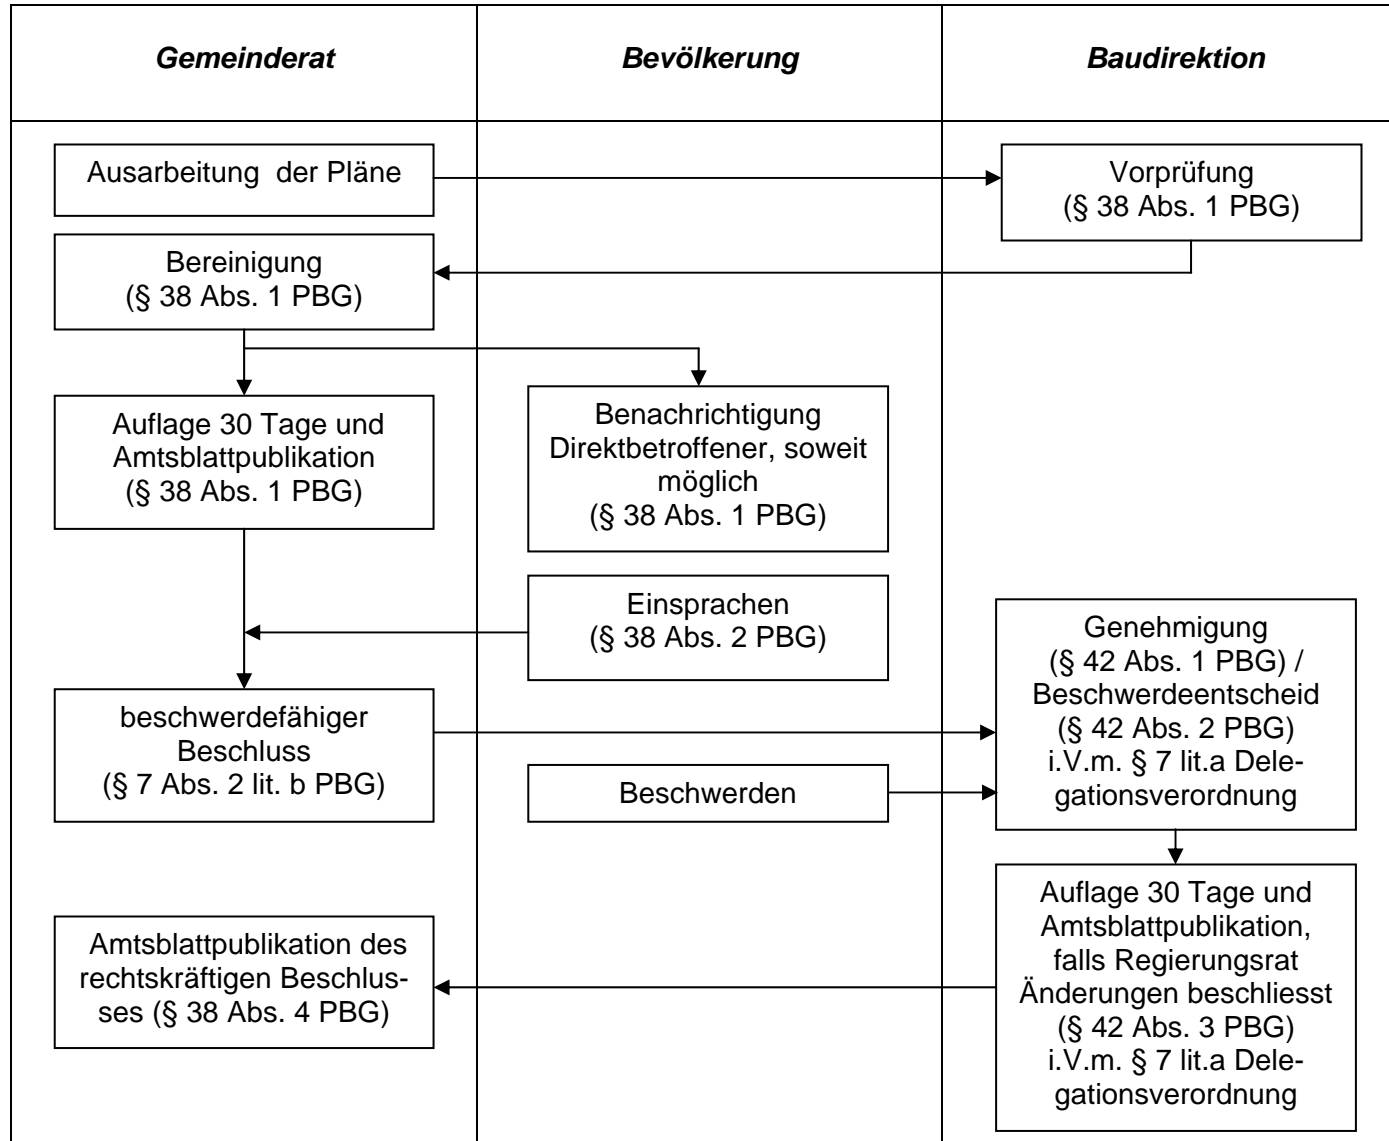 Gemeinderat
Bevölkerung
Baudirektion
Ausarbeitung der Pläne
Vorprüfung
(§ 38 Abs. 1 PBG)
Bereinigung
(§ 38 Abs. 1 PBG)
Auflage 30 Tage und
Amtsblattpublikation
(§ 38 Abs. 1 PBG)
Benachrichtigung
Direktbetroffener, soweit
möglich
(§ 38 Abs. 1 PBG)
Einsprachen
(§ 38 Abs. 2 PBG)
beschwerdefähiger
Beschluss
(§ 7 Abs. 2 lit. b PBG)
Beschwerden
Genehmigung
(§ 42 Abs. 1 PBG) /
Beschwerdeentscheid
(§ 42 Abs. 2 PBG)
i.V.m. § 7 lit.a Dele-
gationsverordnung
Auflage 30 Tage und
Amtsblattpublikation,
falls Regierungsrat
Änderungen beschliesst
(§ 42 Abs. 3 PBG)
i.V.m. § 7 lit.a Dele-
gationsverordnung
Amtsblattpublikation des
rechtskräftigen Beschlus-
ses (§ 38 Abs. 4 PBG)